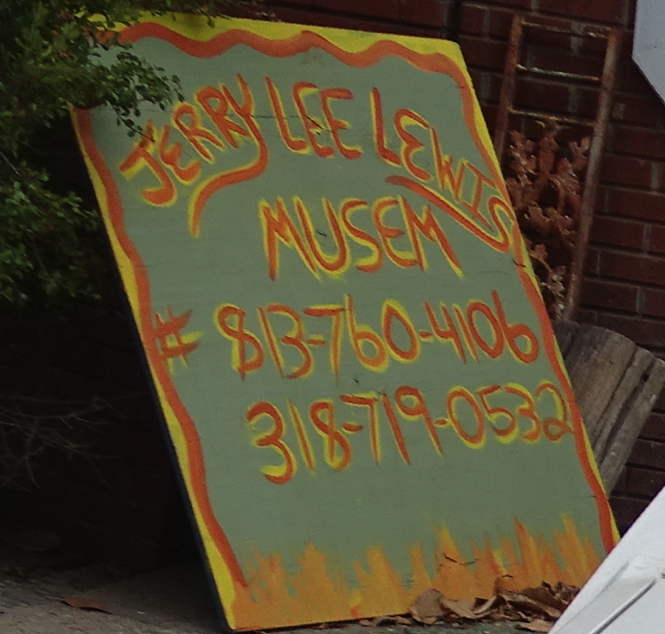 JERRY LEE LEWIS
MUSEM
# 813-760-4106
318-719-0532